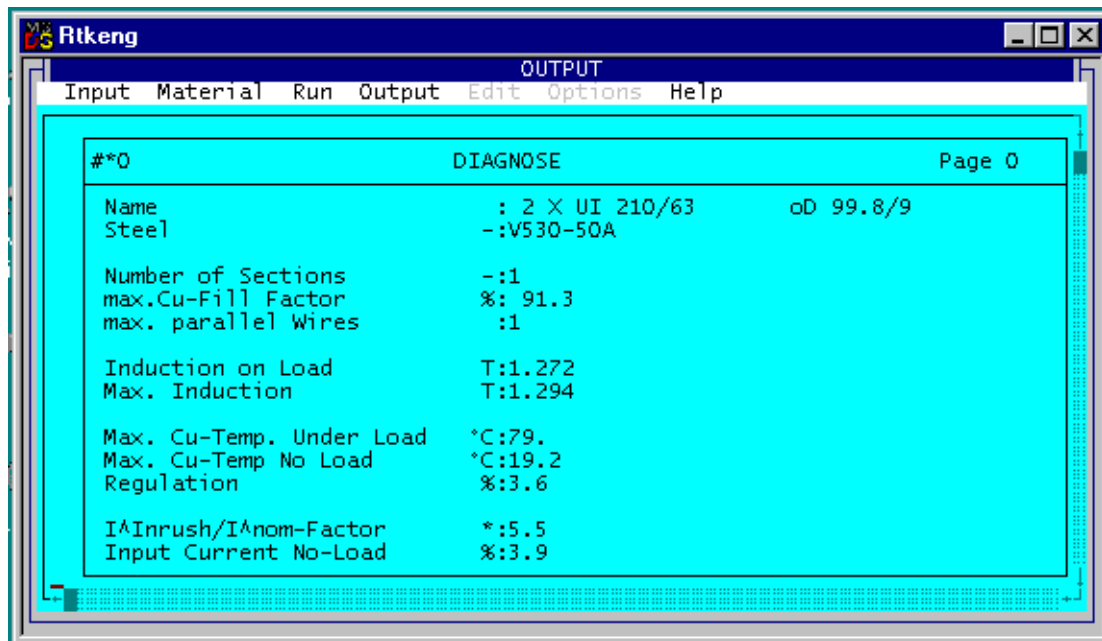 Rtkeng
OUTPUT
Input Material Run Output Edit Options Help
#*0 DIAGNOSE Page 0
Name : 2 X UI 210/63 oD 99.8/9
Steel -:V530-50A
Number of Sections -:1
max.Cu-Fill Factor %: 91.3
max. parallel Wires :1
Induction on Load T:1.272
Max. Induction T:1.294
Max. Cu-Temp. Under Load °C:79.
Max. Cu-Temp No Load °C:19.2
Regulation %:3.6
I^Inrush/I^nom-Factor *:5.5
Input Current No-Load %:3.9